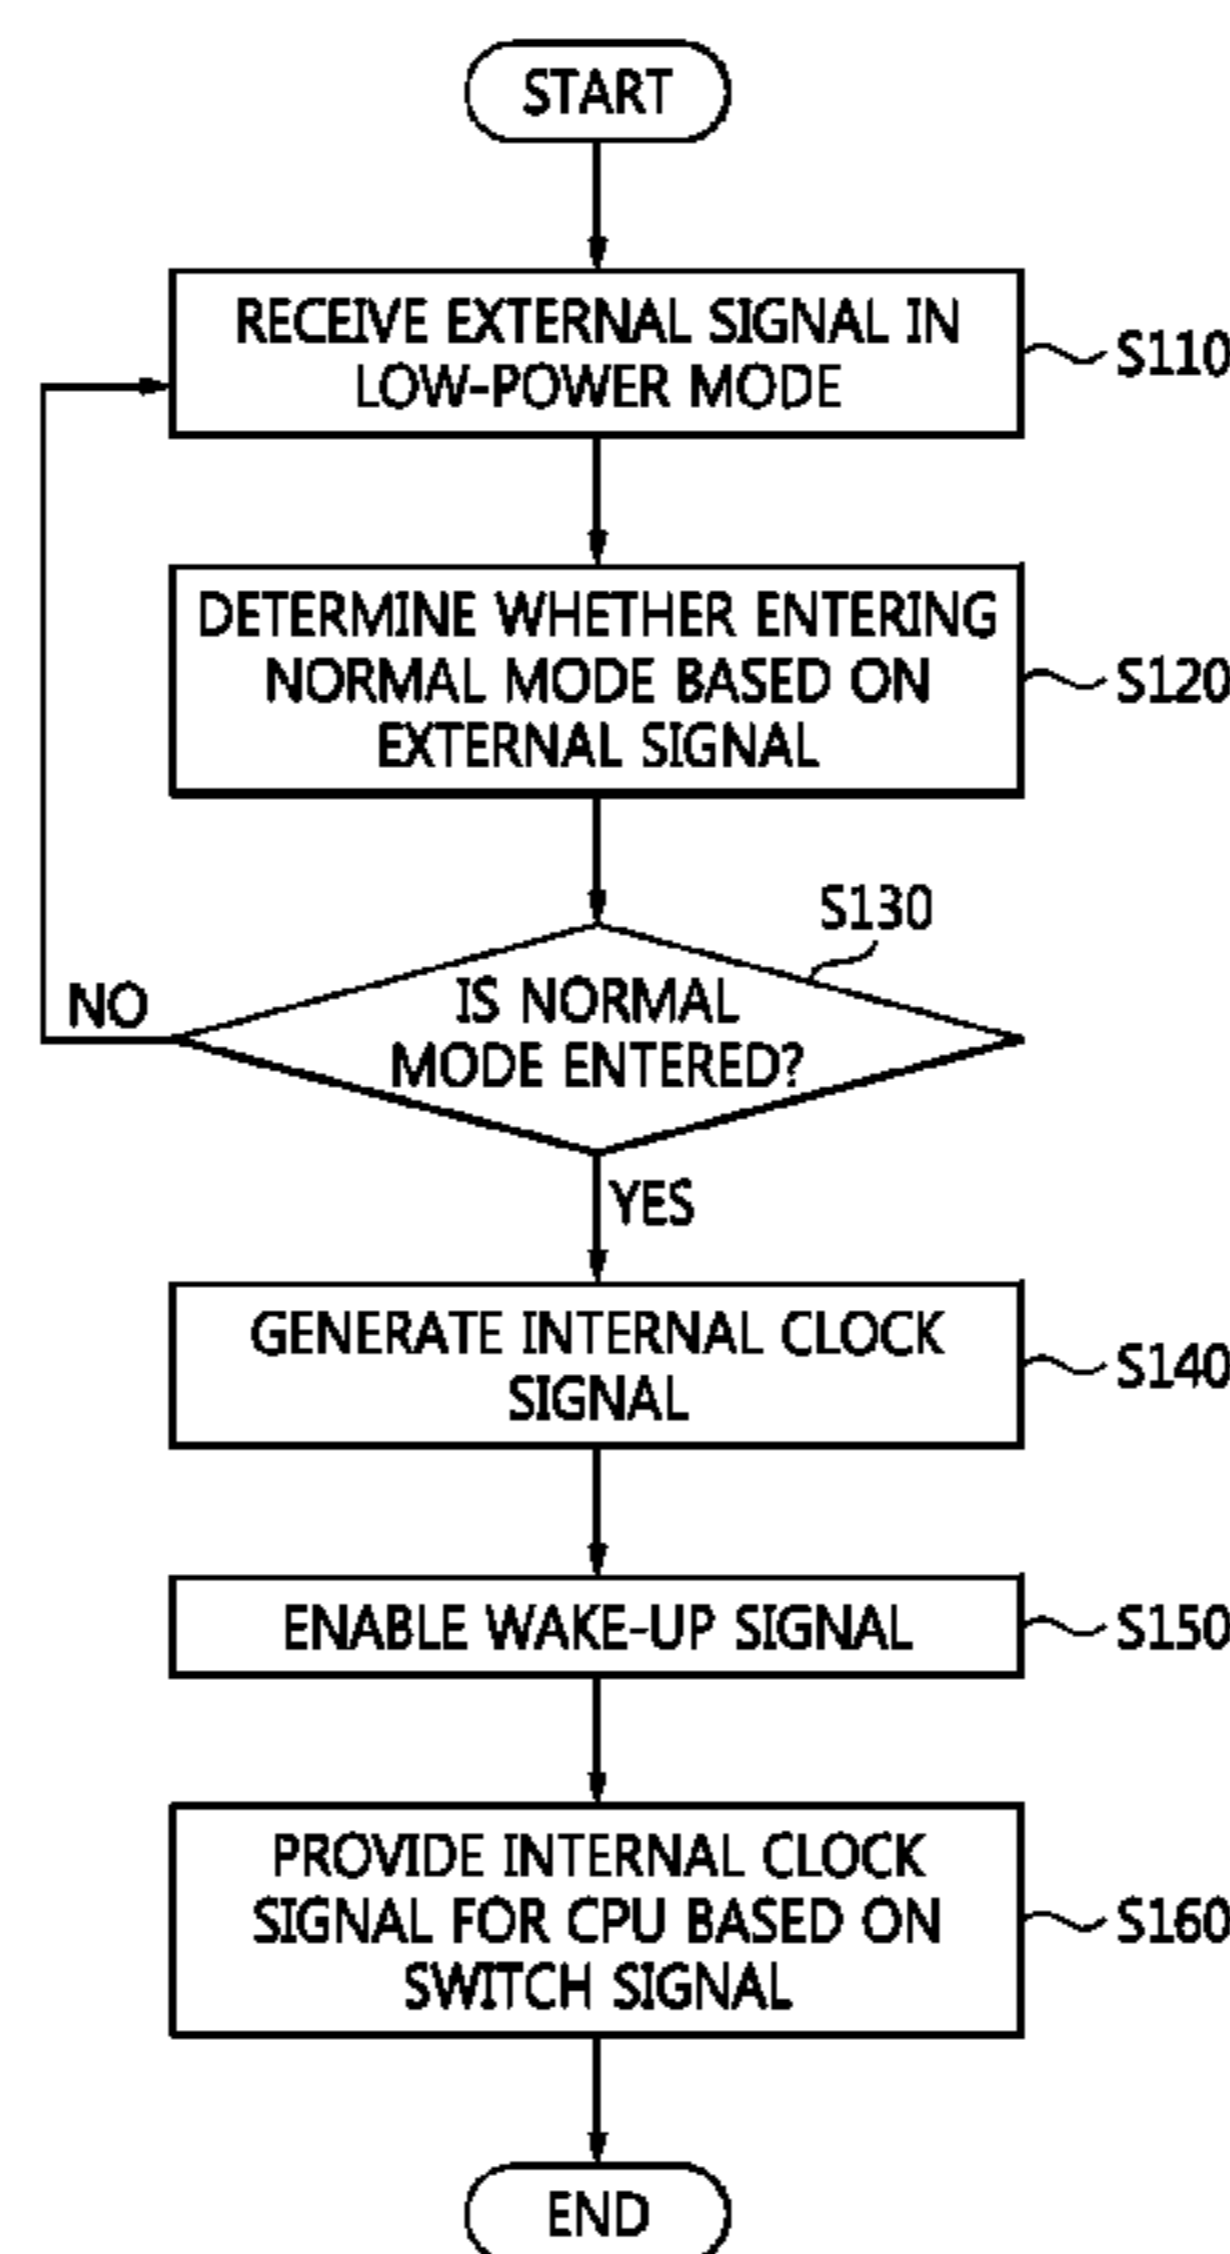 START
RECEIVE EXTERNAL SIGNAL IN
LOW-POWER MODE
S110
DETERMINE WHETHER ENTERING
NORMAL MODE BASED ON
EXTERNAL SIGNAL
S120
S130
IS NORMAL
MODE ENTERED?
NO
YES
GENERATE INTERNAL CLOCK
SIGNAL
S140
ENABLE WAKE-UP SIGNAL
S150
PROVIDE INTERNAL CLOCK
SIGNAL FOR CPU BASED ON
SWITCH SIGNAL
S160
END